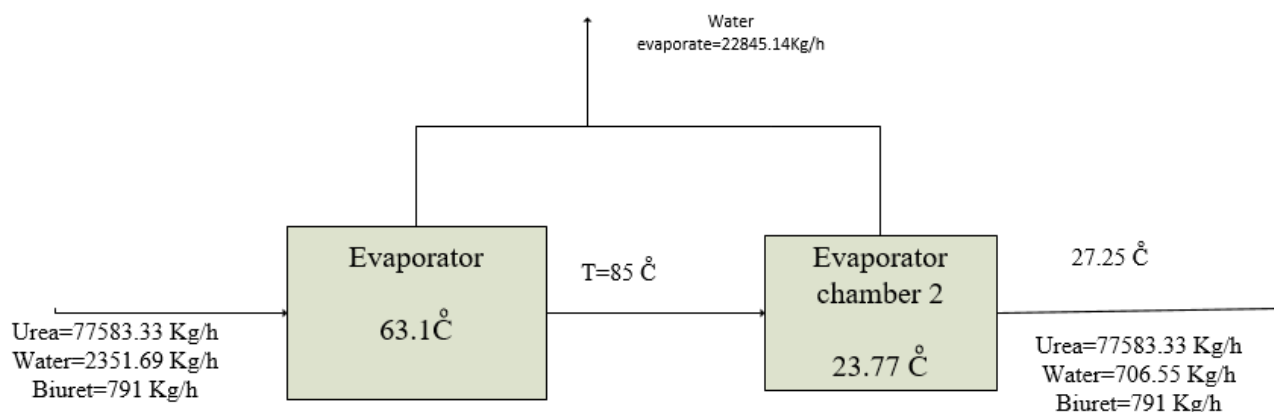 Water
evaporate=22845.14Kg/h
Evaporator
63.1C̊
T=85 C̊
Evaporator
chamber 2
23.77 C̊
27.25 C̊
Urea=77583.33 Kg/h
Water=2351.69 Kg/h
Biuret=791 Kg/h
Urea=77583.33 Kg/h
Water=706.55 Kg/h
Biuret=791 Kg/h